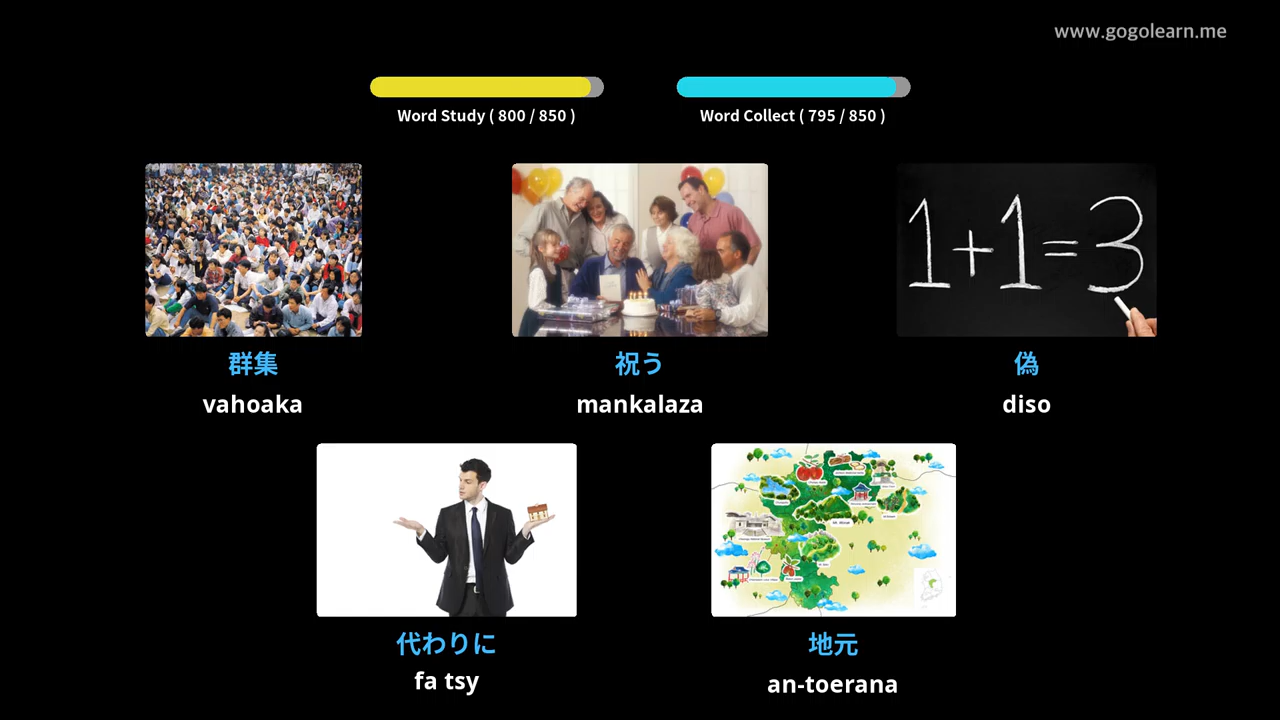 www.gogolearn.me
Word Study ( 800 / 850 )
Word Collect ( 795 / 850 )
1+1=3
群集
vahoaka
祝う
mankalaza
偽
diso
代わりに
fa tsy
地元
an-toerana